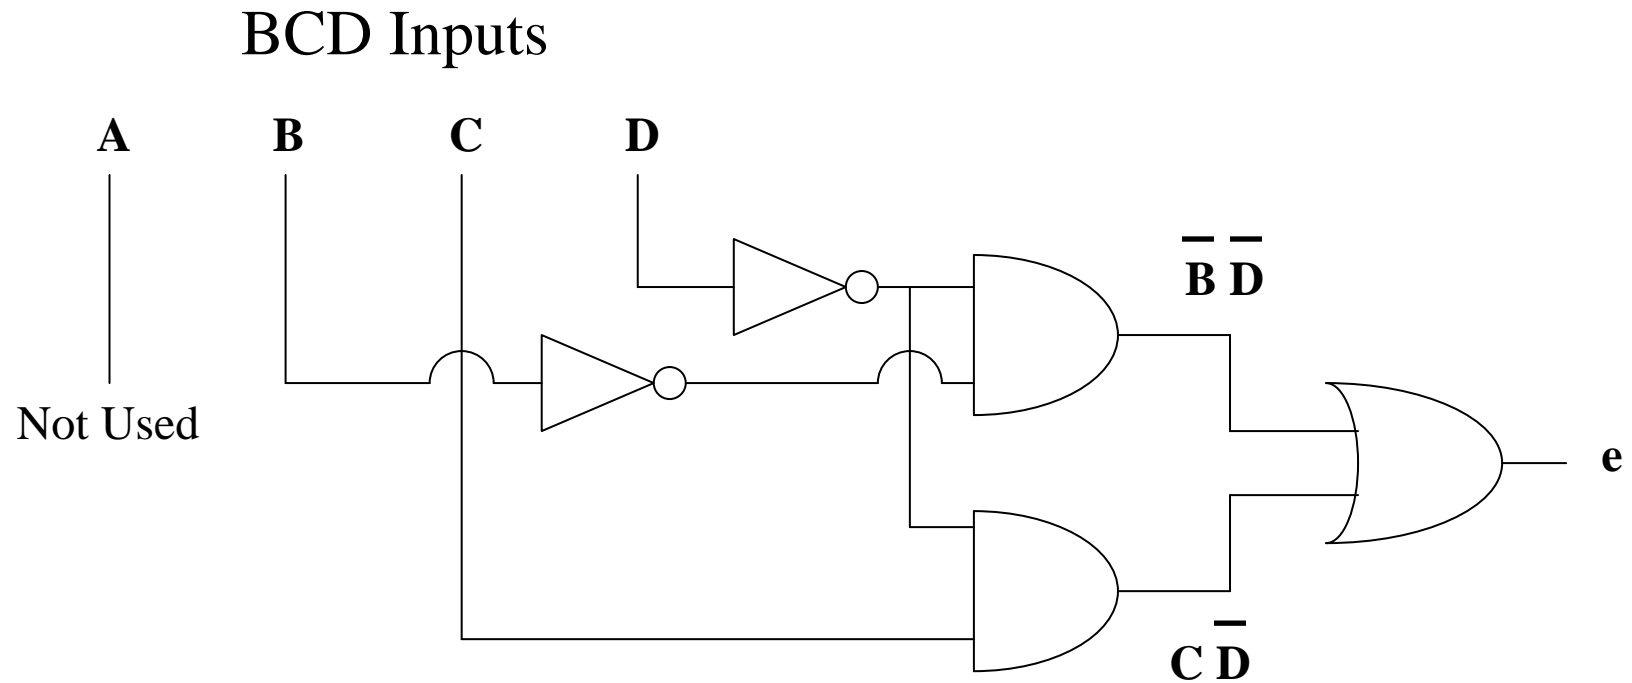 BCD Inputs
A B C D
B̅ D̅
Not Used
e
C D̅